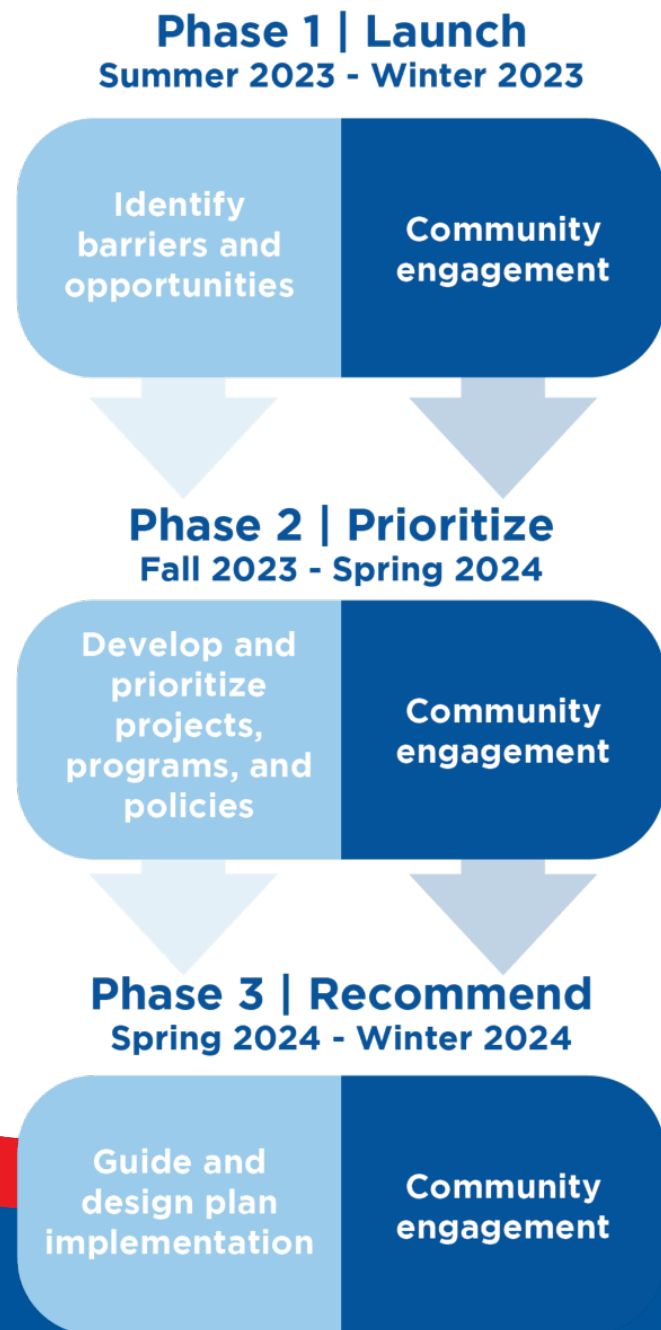 Phase 1 | Launch
Summer 2023 - Winter 2023
Identify
barriers and
opportunities
Community
engagement
Phase 2 | Prioritize
Fall 2023 - Spring 2024
Develop and
prioritize
projects,
programs, and
policies
Community
engagement
Phase 3 | Recommend
Spring 2024 - Winter 2024
Guide and
design plan
implementation
Community
engagement